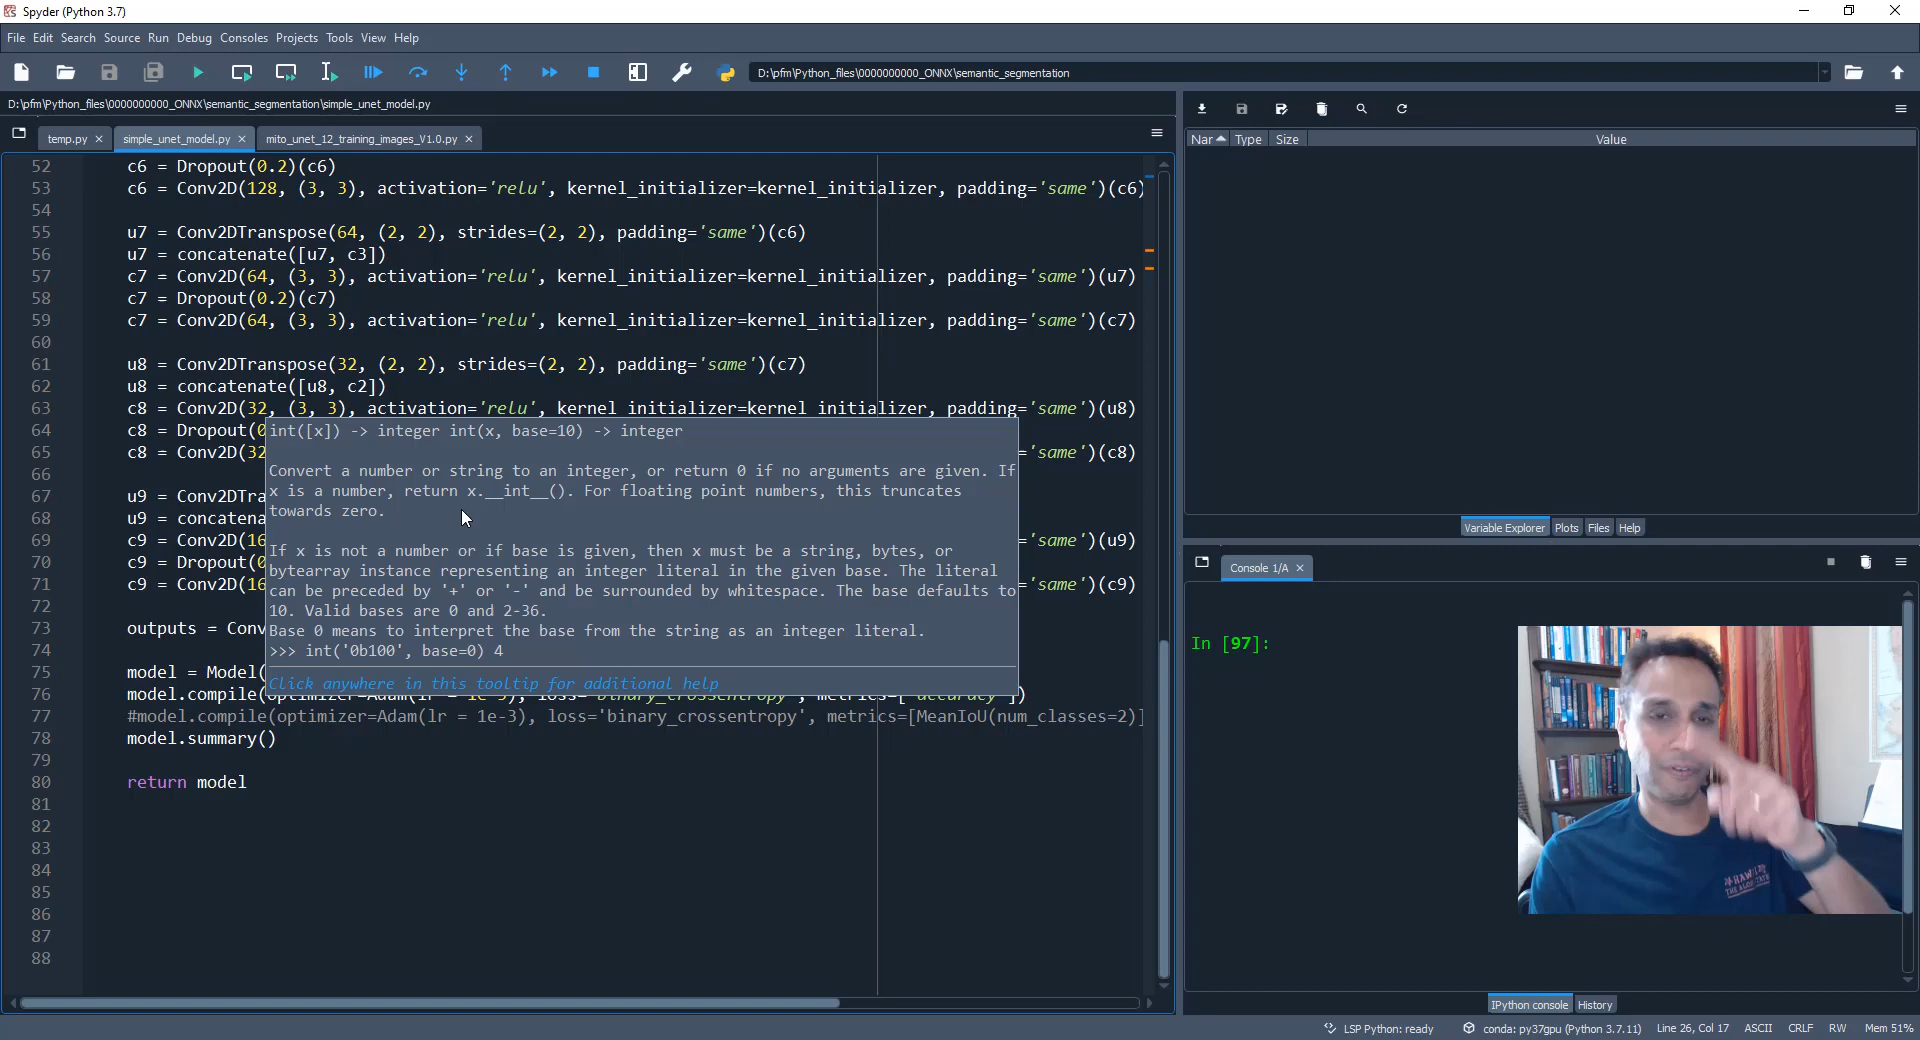 Spyder (Python 3.7)
File Edit Search Source Run Debug Consoles Projects Tools View Help
D:\pfm\Python_files\0000000000_ONNX\semantic_segmentation
D:\pfm\Python_files\0000000000_ONNX\semantic_segmentation\simple_unet_model.py
temp.py simple_unet_model.py mito_unet_12_training_images_V1.0.py
52 c6 = Dropout(0.2)(c6)
53 c6 = Conv2D(128, (3, 3), activation='relu', kernel_initializer=kernel_initializer, padding='same')(c6)
54
55 u7 = Conv2DTranspose(64, (2, 2), strides=(2, 2), padding='same')(c6)
56 u7 = concatenate([u7, c3])
57 c7 = Conv2D(64, (3, 3), activation='relu', kernel_initializer=kernel_initializer, padding='same')(u7)
58 c7 = Dropout(0.2)(c7)
59 c7 = Conv2D(64, (3, 3), activation='relu', kernel_initializer=kernel_initializer, padding='same')(c7)
60
61 u8 = Conv2DTranspose(32, (2, 2), strides=(2, 2), padding='same')(c7)
62 u8 = concatenate([u8, c2])
63 c8 = Conv2D(32, (3, 3), activation='relu', kernel_initializer=kernel_initializer, padding='same')(u8)
64 c8 = Dropout(0
65 c8 = Conv2D(32 ='same')(c8)
66
67 u9 = Conv2DTra
68 u9 = concatena
69 c9 = Conv2D(16 ='same')(u9)
70 c9 = Dropout(0
71 c9 = Conv2D(16 ='same')(c9)
72
73 outputs = Conv
74
75 model = Model(
76 model.compile(optimizer=Adam(lr = 1e-3), loss='binary_crossentropy', metrics=['accuracy'])
77 #model.compile(optimizer=Adam(lr = 1e-3), loss='binary_crossentropy', metrics=[MeanIoU(num_classes=2)]
78 model.summary()
79
80 return model
81
82
83
84
85
86
87
88
int([x]) -> integer int(x, base=10) -> integer
Convert a number or string to an integer, or return 0 if no arguments are given. If
x is a number, return x.__int__(). For floating point numbers, this truncates
towards zero.
If x is not a number or if base is given, then x must be a string, bytes, or
bytearray instance representing an integer literal in the given base. The literal
can be preceded by '+' or '-' and be surrounded by whitespace. The base defaults to
10. Valid bases are 0 and 2-36.
Base 0 means to interpret the base from the string as an integer literal.
>>> int('0b100', base=0) 4
Click anywhere in this tooltip for additional help
Nar Type Size Value
Variable Explorer Plots Files Help
Console 1/A
In [97]:
IPython console History
LSP Python: ready conda: py37gpu (Python 3.7.11) Line 26, Col 17 ASCII CRLF RW Mem 51%